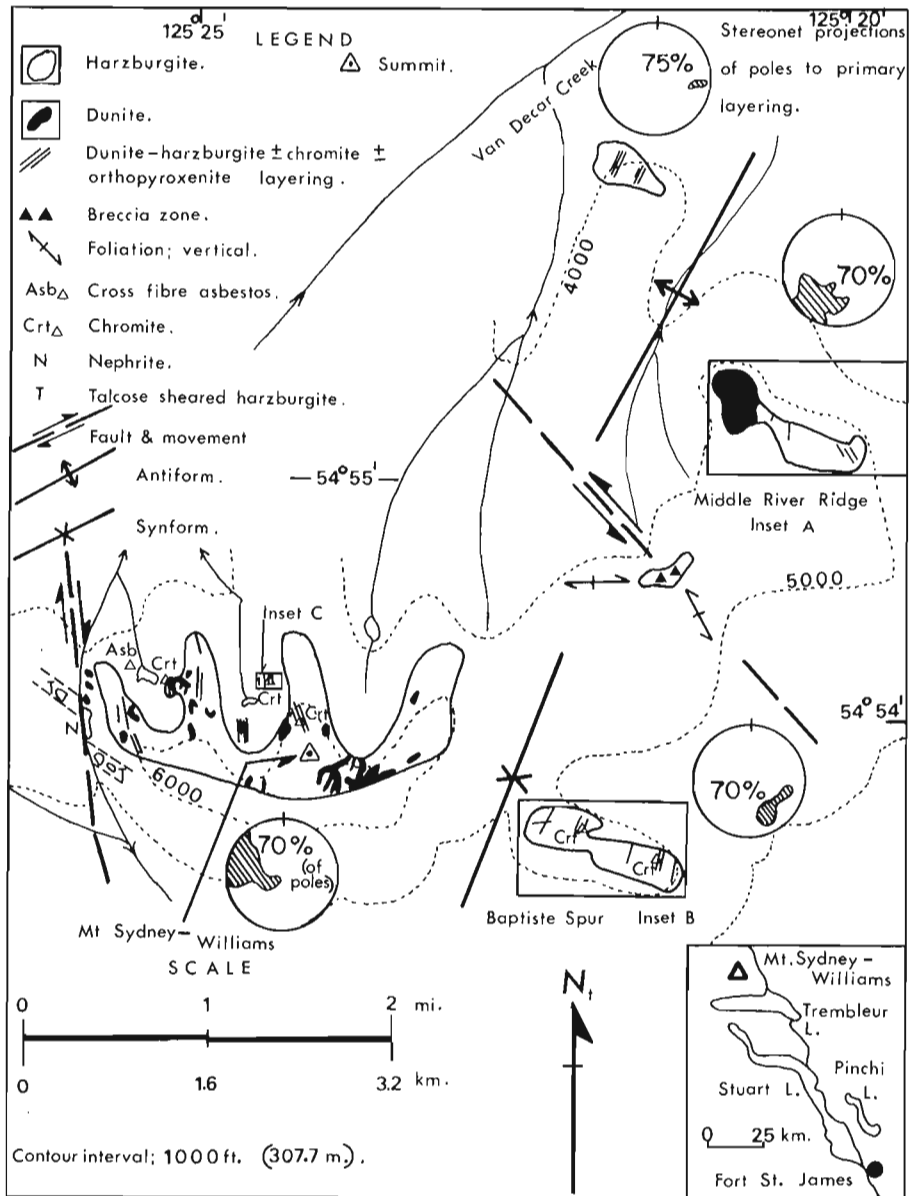 125° 25'
125° 20'
LEGEND
Harzburgite.
Summit.
Dunite.
Dunite-harzburgite ± chromite ±
orthopyroxenite layering.
Breccia zone.
Foliation; vertical.
Asb Cross fibre asbestos.
Crt Chromite.
N Nephrite.
T Talcose sheared harzburgite.
Fault & movement
Antiform.
Synform.
Van Decar Creek
75%
Stereonet projections
of poles to primary
layering.
4000
70%
54° 55'
Middle River Ridge
Inset A
5000
Inset C
Asb
Crt
Crt
Crt
N
6000
54° 54'
70%
70%
(of
poles)
Crt
Crt
Baptiste Spur Inset B
Mt Sydney-
Williams
SCALE
0 1 2 mi.
0 1.6 3.2 km.
Contour interval; 1000 ft. (307.7 m.).
Nt
Mt. Sydney-
Williams
Trembleur
L.
Pinchi
L.
Stuart L.
0 25 km.
Fort St. James